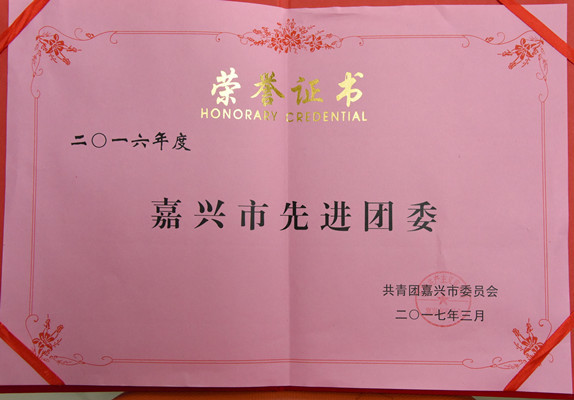 荣誉证书
HONORARY CREDENTIAL
二〇一六年度
嘉兴市先进团委
共青团嘉兴市委员会
二〇一七年三月